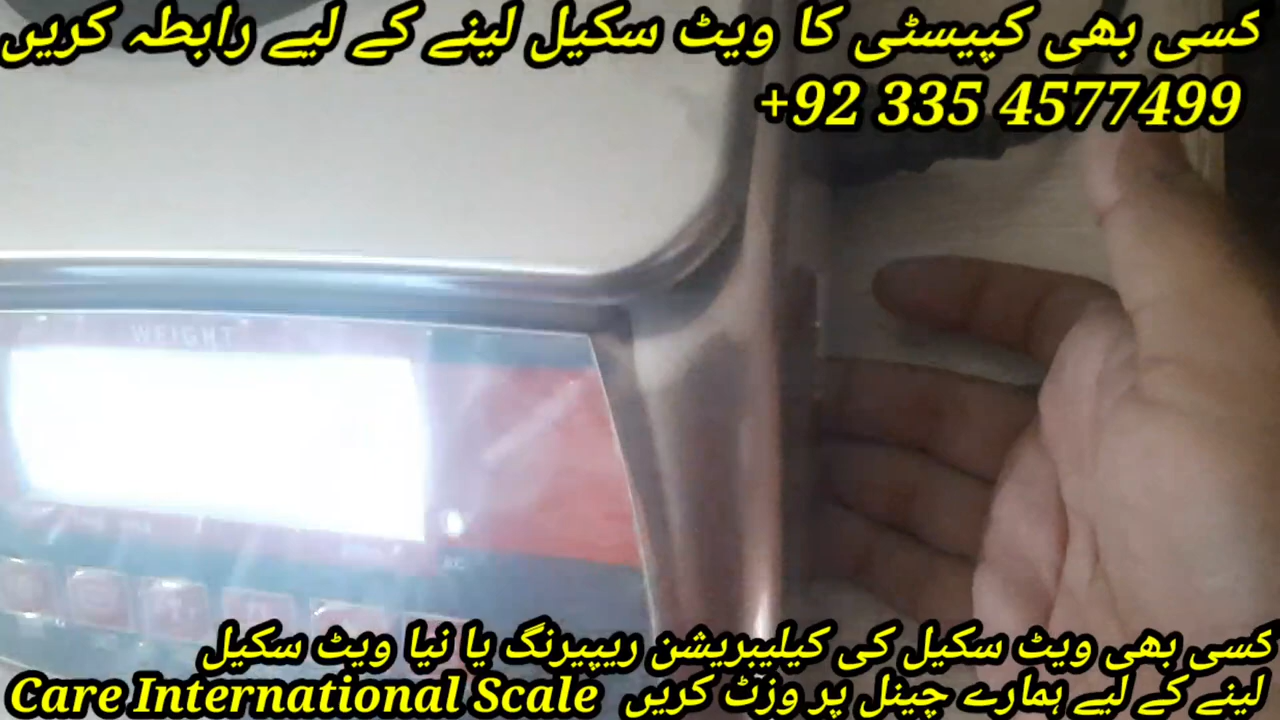 کسی بھی کپیسٹی کا ویٹ سکیل لینے کے لیے رابطہ کریں
+92 335 4577499
WEIGHT
AC
کسی بھی ویٹ سکیل کی کیلیبریشن ریپیرنگ یا نیا ویٹ سکیل
لینے کے لیے ہمارے چینل پر وزٹ کریں Care International Scale